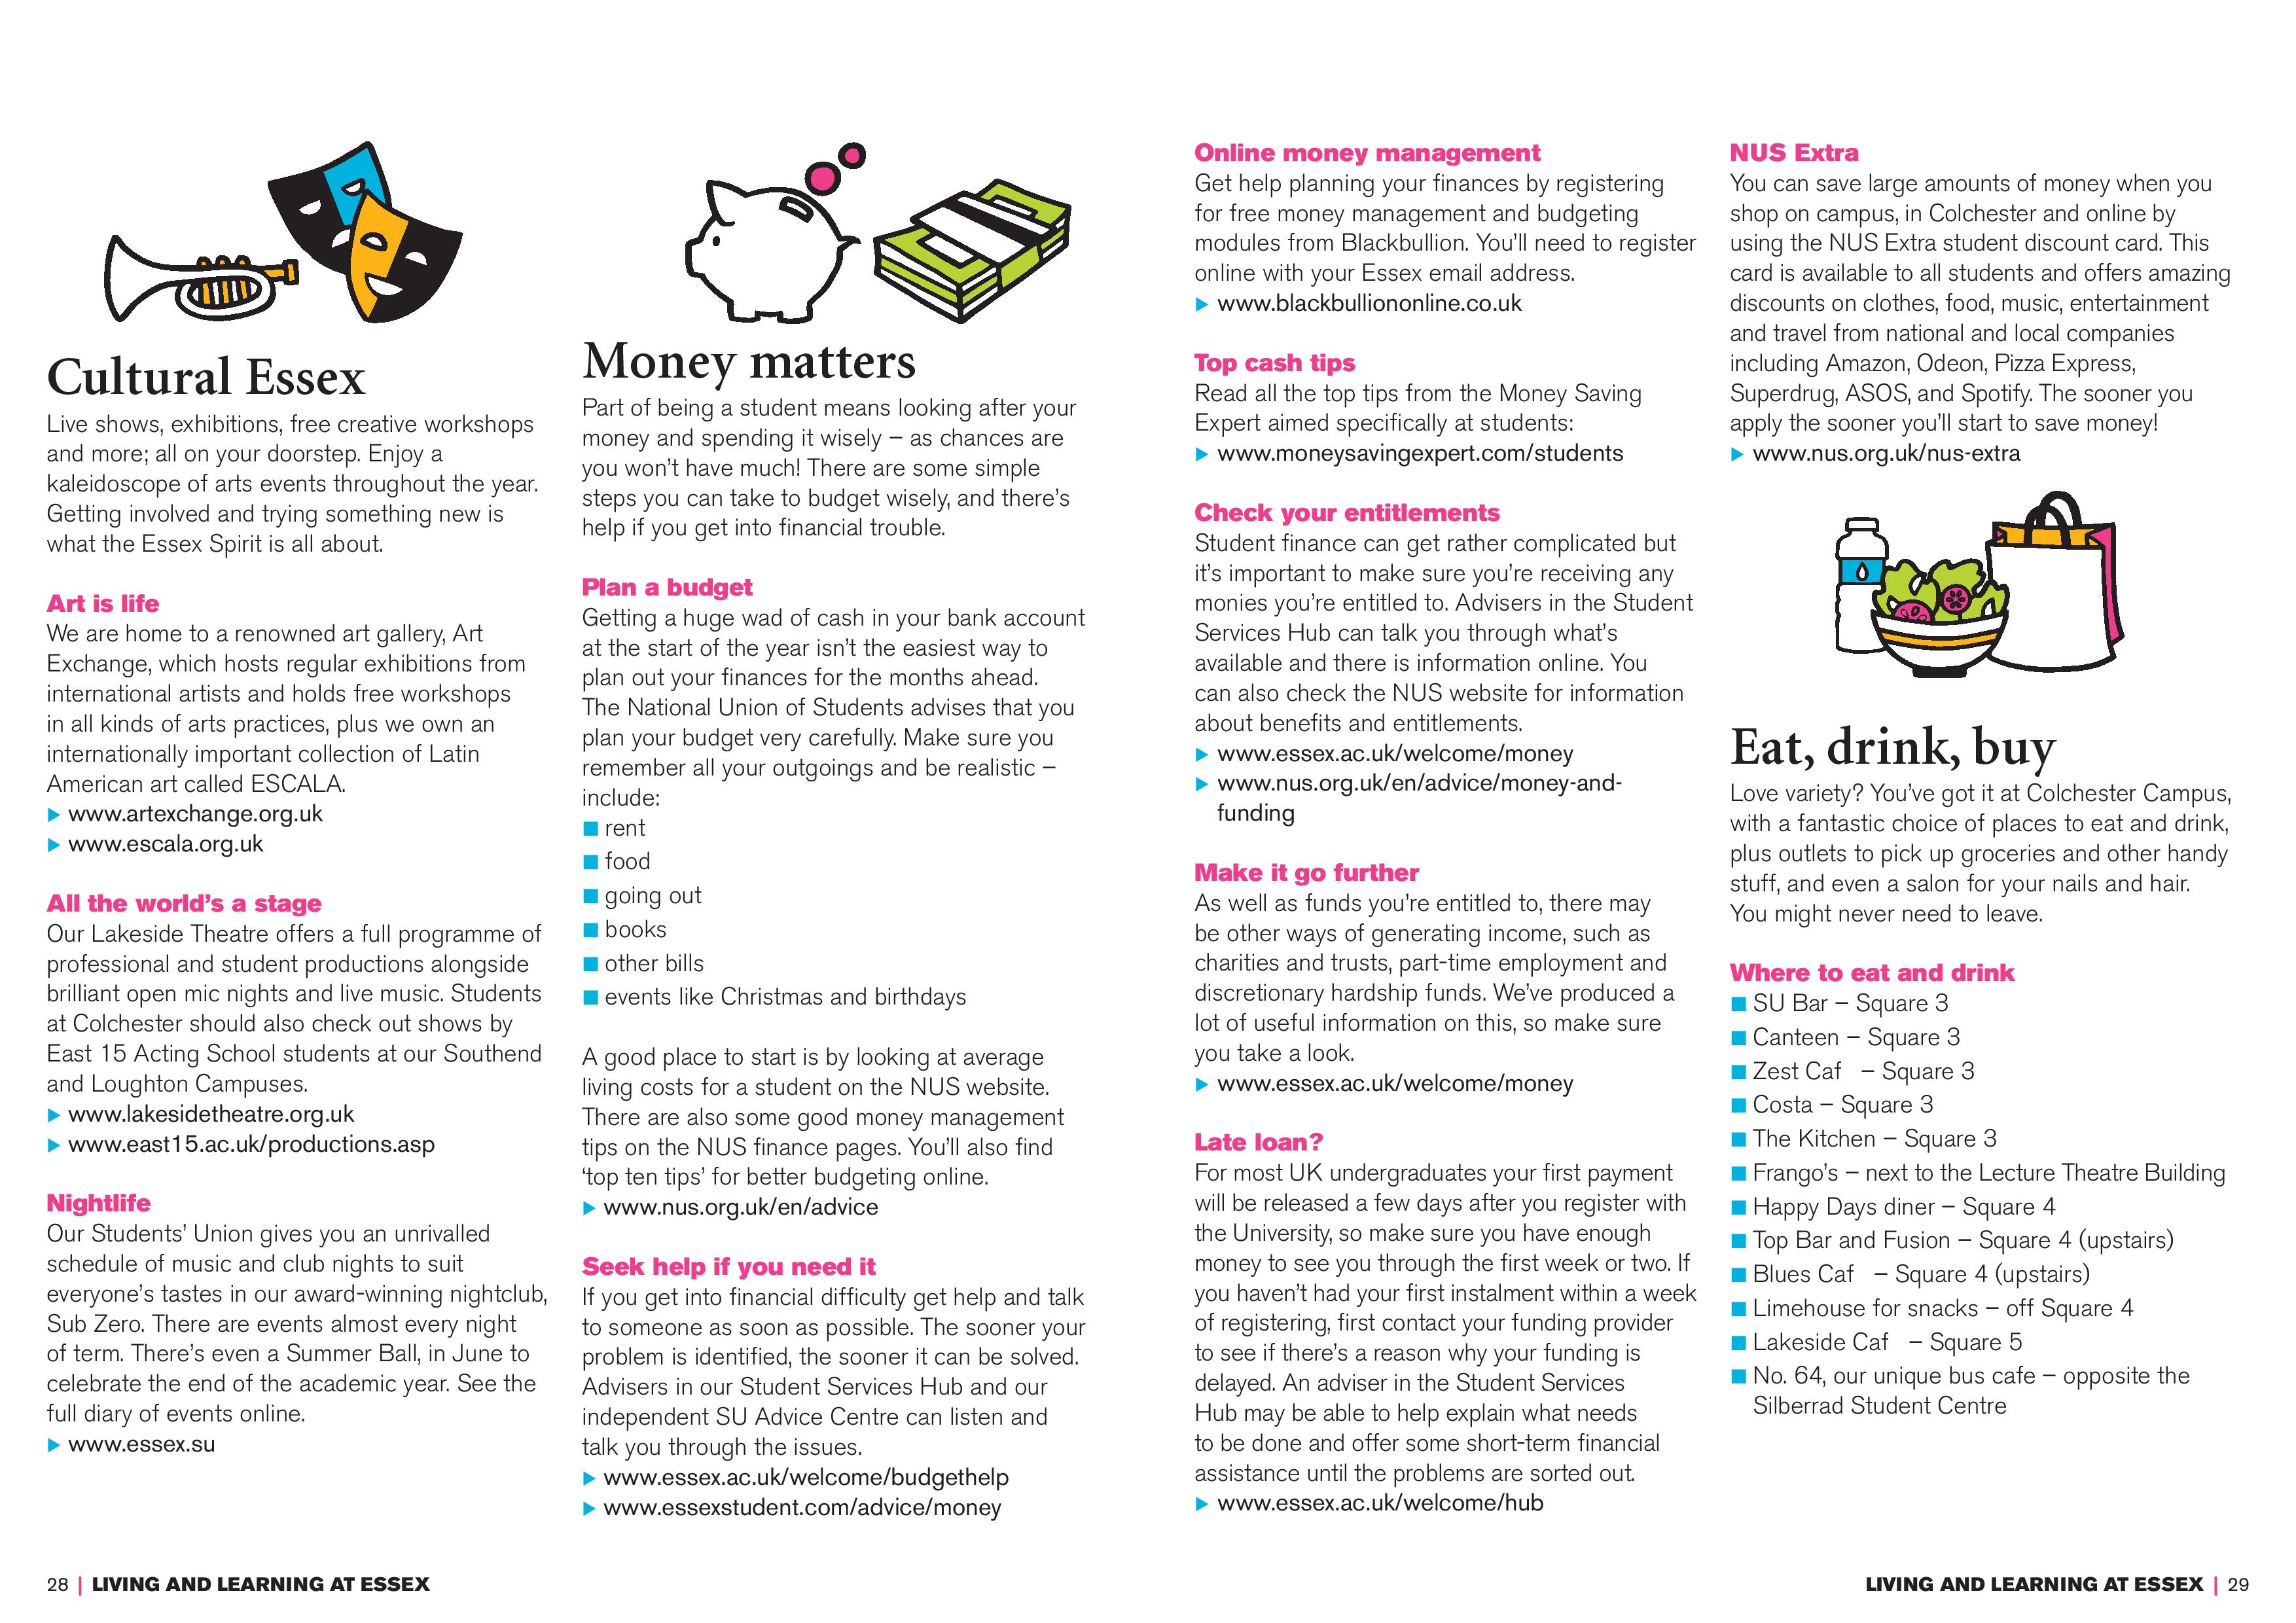 Cultural Essex
Live shows, exhibitions, free creative workshops
and more; all on your doorstep. Enjoy a
kaleidoscope of arts events throughout the year.
Getting involved and trying something new is
what the Essex Spirit is all about.
Art is life
We are home to a renowned art gallery, Art
Exchange, which hosts regular exhibitions from
international artists and holds free workshops
in all kinds of arts practices, plus we own an
internationally important collection of Latin
American art called ESCALA.
▶ www.artexchange.org.uk
▶ www.escala.org.uk
All the world’s a stage
Our Lakeside Theatre offers a full programme of
professional and student productions alongside
brilliant open mic nights and live music. Students
at Colchester should also check out shows by
East 15 Acting School students at our Southend
and Loughton Campuses.
▶ www.lakesidetheatre.org.uk
▶ www.east15.ac.uk/productions.asp
Nightlife
Our Students’ Union gives you an unrivalled
schedule of music and club nights to suit
everyone’s tastes in our award-winning nightclub,
Sub Zero. There are events almost every night
of term. There’s even a Summer Ball, in June to
celebrate the end of the academic year. See the
full diary of events online.
▶ www.essex.su
Money matters
Part of being a student means looking after your
money and spending it wisely – as chances are
you won’t have much! There are some simple
steps you can take to budget wisely, and there’s
help if you get into financial trouble.
Plan a budget
Getting a huge wad of cash in your bank account
at the start of the year isn’t the easiest way to
plan out your finances for the months ahead.
The National Union of Students advises that you
plan your budget very carefully. Make sure you
remember all your outgoings and be realistic –
include:
■ rent
■ food
■ going out
■ books
■ other bills
■ events like Christmas and birthdays
A good place to start is by looking at average
living costs for a student on the NUS website.
There are also some good money management
tips on the NUS finance pages. You’ll also find
‘top ten tips’ for better budgeting online.
▶ www.nus.org.uk/en/advice
Seek help if you need it
If you get into financial difficulty get help and talk
to someone as soon as possible. The sooner your
problem is identified, the sooner it can be solved.
Advisers in our Student Services Hub and our
independent SU Advice Centre can listen and
talk you through the issues.
▶ www.essex.ac.uk/welcome/budgethelp
▶ www.essexstudent.com/advice/money
28 | LIVING AND LEARNING AT ESSEX
Online money management
Get help planning your finances by registering
for free money management and budgeting
modules from Blackbullion. You’ll need to register
online with your Essex email address.
▶ www.blackbulliononline.co.uk
Top cash tips
Read all the top tips from the Money Saving
Expert aimed specifically at students:
▶ www.moneysavingexpert.com/students
Check your entitlements
Student finance can get rather complicated but
it’s important to make sure you’re receiving any
monies you’re entitled to. Advisers in the Student
Services Hub can talk you through what’s
available and there is information online. You
can also check the NUS website for information
about benefits and entitlements.
▶ www.essex.ac.uk/welcome/money
▶ www.nus.org.uk/en/advice/money-and-
funding
Make it go further
As well as funds you’re entitled to, there may
be other ways of generating income, such as
charities and trusts, part-time employment and
discretionary hardship funds. We’ve produced a
lot of useful information on this, so make sure
you take a look.
▶ www.essex.ac.uk/welcome/money
Late loan?
For most UK undergraduates your first payment
will be released a few days after you register with
the University, so make sure you have enough
money to see you through the first week or two. If
you haven’t had your first instalment within a week
of registering, first contact your funding provider
to see if there’s a reason why your funding is
delayed. An adviser in the Student Services
Hub may be able to help explain what needs
to be done and offer some short-term financial
assistance until the problems are sorted out.
▶ www.essex.ac.uk/welcome/hub
NUS Extra
You can save large amounts of money when you
shop on campus, in Colchester and online by
using the NUS Extra student discount card. This
card is available to all students and offers amazing
discounts on clothes, food, music, entertainment
and travel from national and local companies
including Amazon, Odeon, Pizza Express,
Superdrug, ASOS, and Spotify. The sooner you
apply the sooner you’ll start to save money!
▶ www.nus.org.uk/nus-extra
Eat, drink, buy
Love variety? You’ve got it at Colchester Campus,
with a fantastic choice of places to eat and drink,
plus outlets to pick up groceries and other handy
stuff, and even a salon for your nails and hair.
You might never need to leave.
Where to eat and drink
■ SU Bar – Square 3
■ Canteen – Square 3
■ Zest Caf – Square 3
■ Costa – Square 3
■ The Kitchen – Square 3
■ Frango’s – next to the Lecture Theatre Building
■ Happy Days diner – Square 4
■ Top Bar and Fusion – Square 4 (upstairs)
■ Blues Caf – Square 4 (upstairs)
■ Limehouse for snacks – off Square 4
■ Lakeside Caf – Square 5
■ No. 64, our unique bus cafe – opposite the
Silberrad Student Centre
LIVING AND LEARNING AT ESSEX | 29